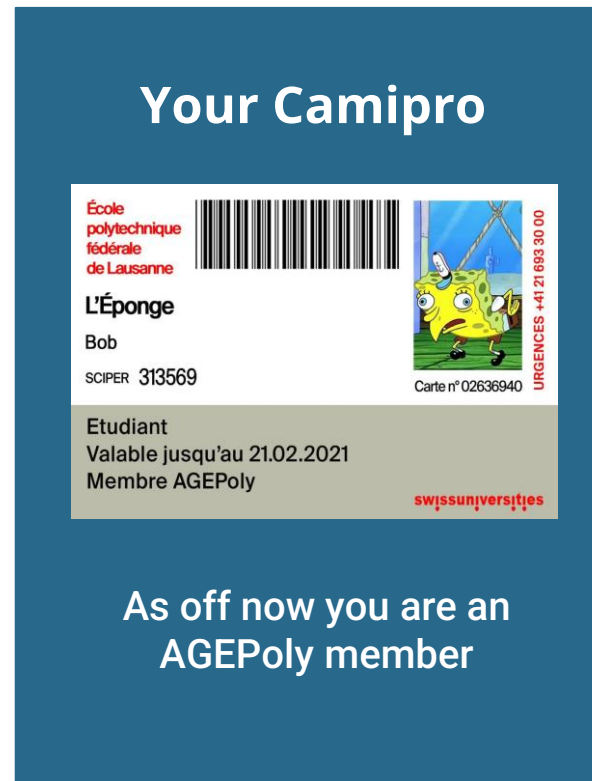 Your Camipro
École
polytechnique
fédérale
de Lausanne
L'Éponge
Bob
SCIPER 313569
Carte n° 02636940
URGENCES +41 21 693 30 00
Etudiant
Valable jusqu'au 21.02.2021
Membre AGEPoly
swissuniversities
As off now you are an
AGEPoly member